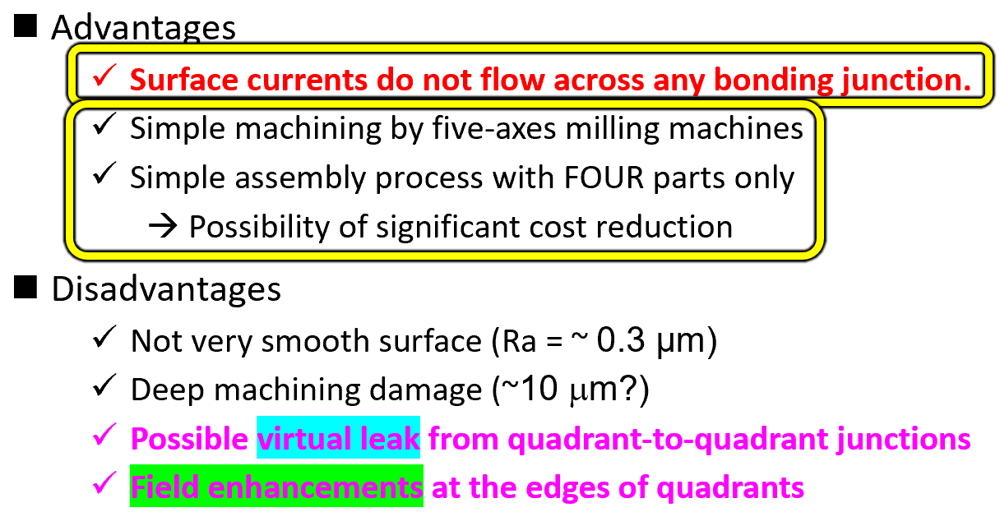 ■ Advantages
✓ Surface currents do not flow across any bonding junction.
✓ Simple machining by five-axes milling machines
✓ Simple assembly process with FOUR parts only
→ Possibility of significant cost reduction
■ Disadvantages
✓ Not very smooth surface (Ra = ~ 0.3 μm)
✓ Deep machining damage (~10 μm?)
✓ Possible virtual leak from quadrant-to-quadrant junctions
✓ Field enhancements at the edges of quadrants